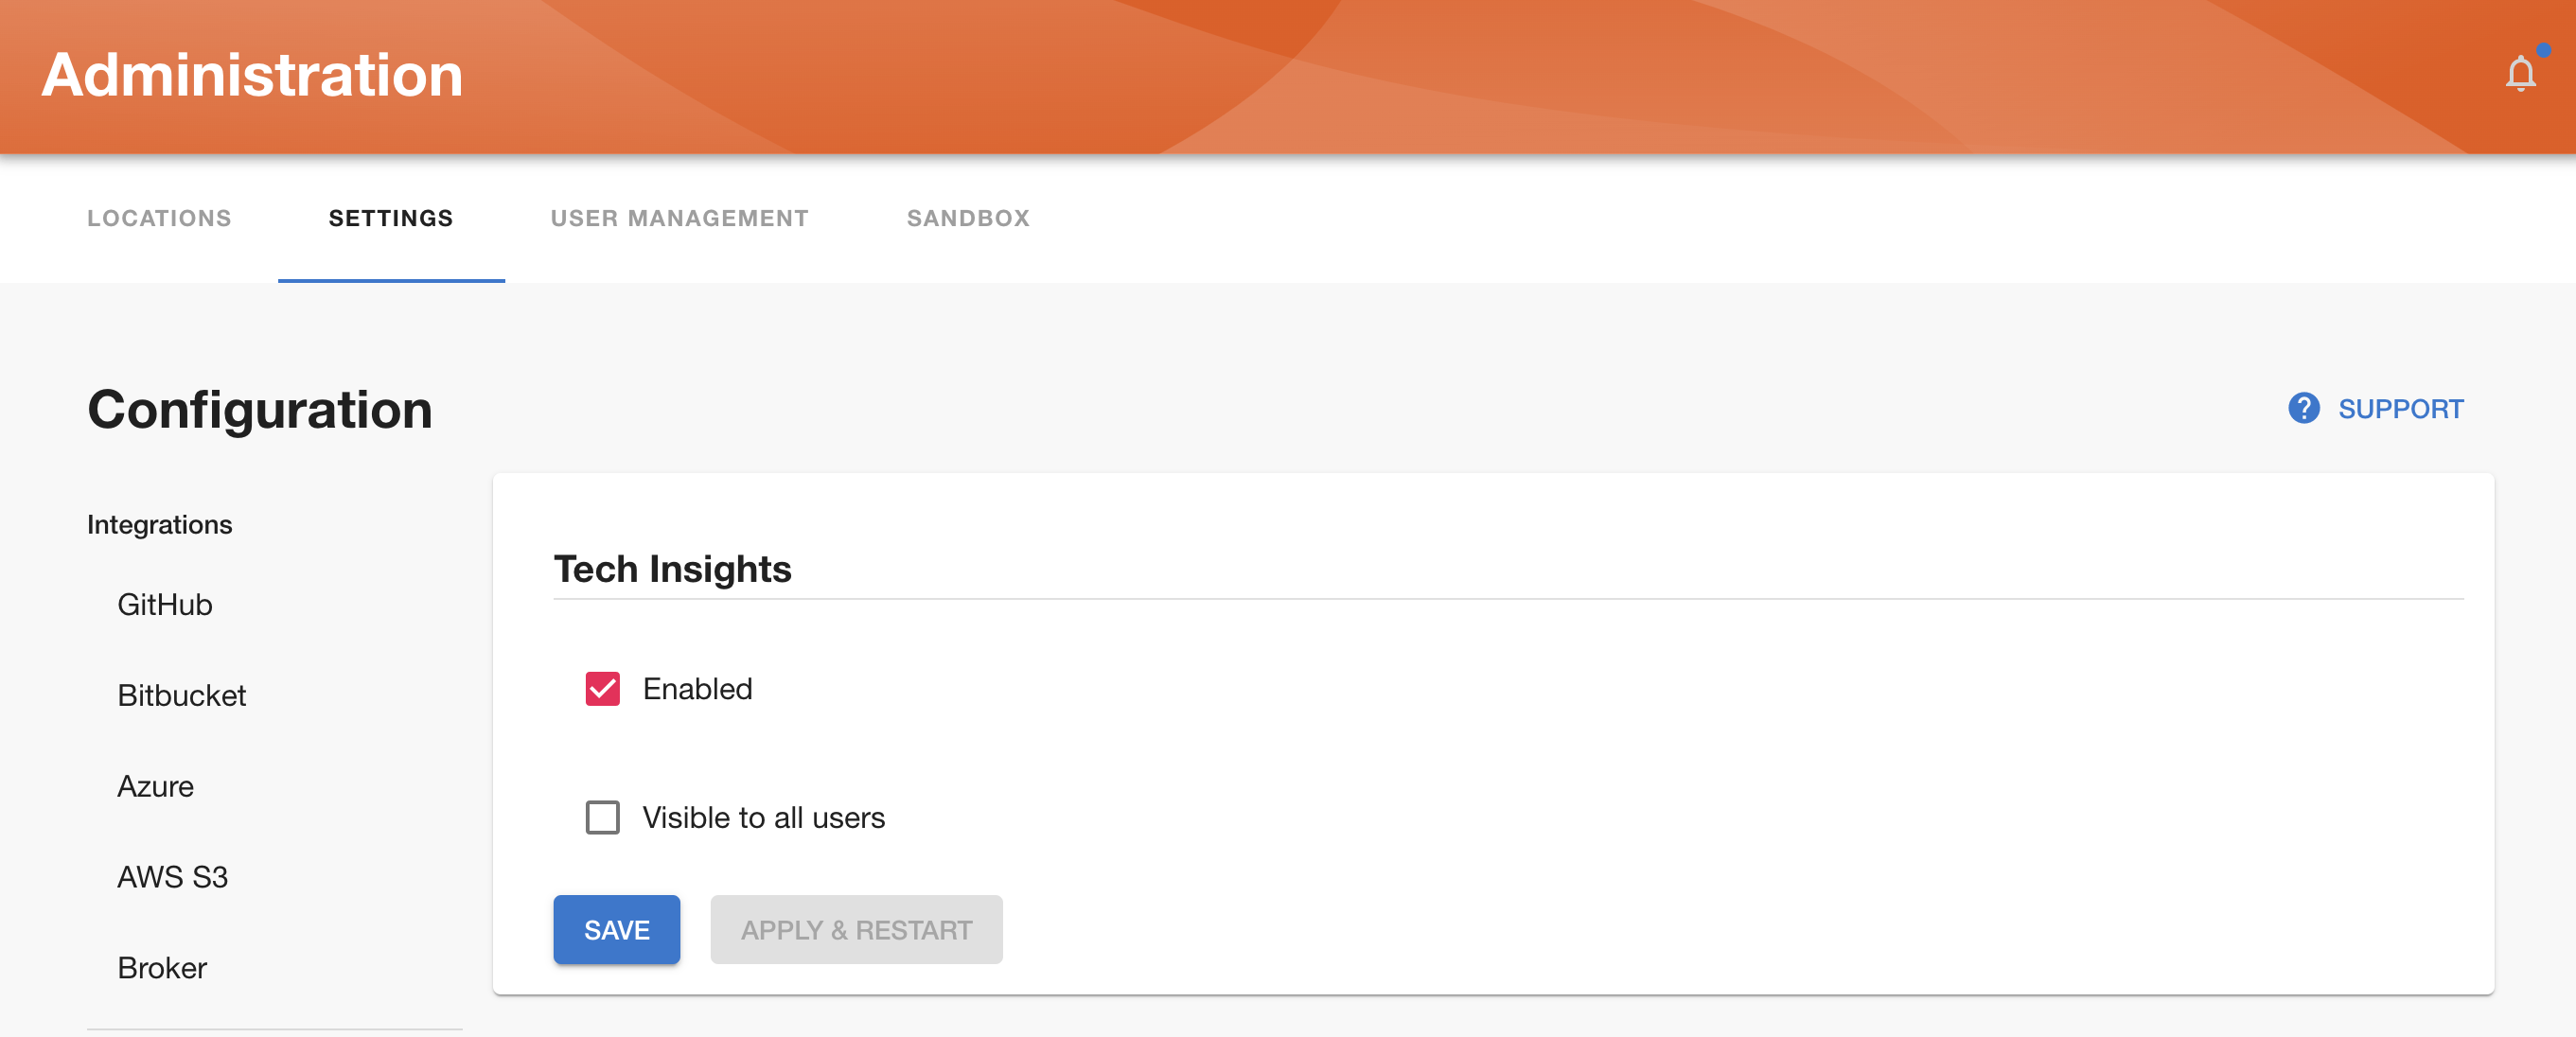 Administration
LOCATIONS
SETTINGS
USER MANAGEMENT
SANDBOX
Configuration
SUPPORT
Integrations
GitHub
Bitbucket
Azure
AWS S3
Broker
Tech Insights
Enabled
Visible to all users
SAVE
APPLY & RESTART